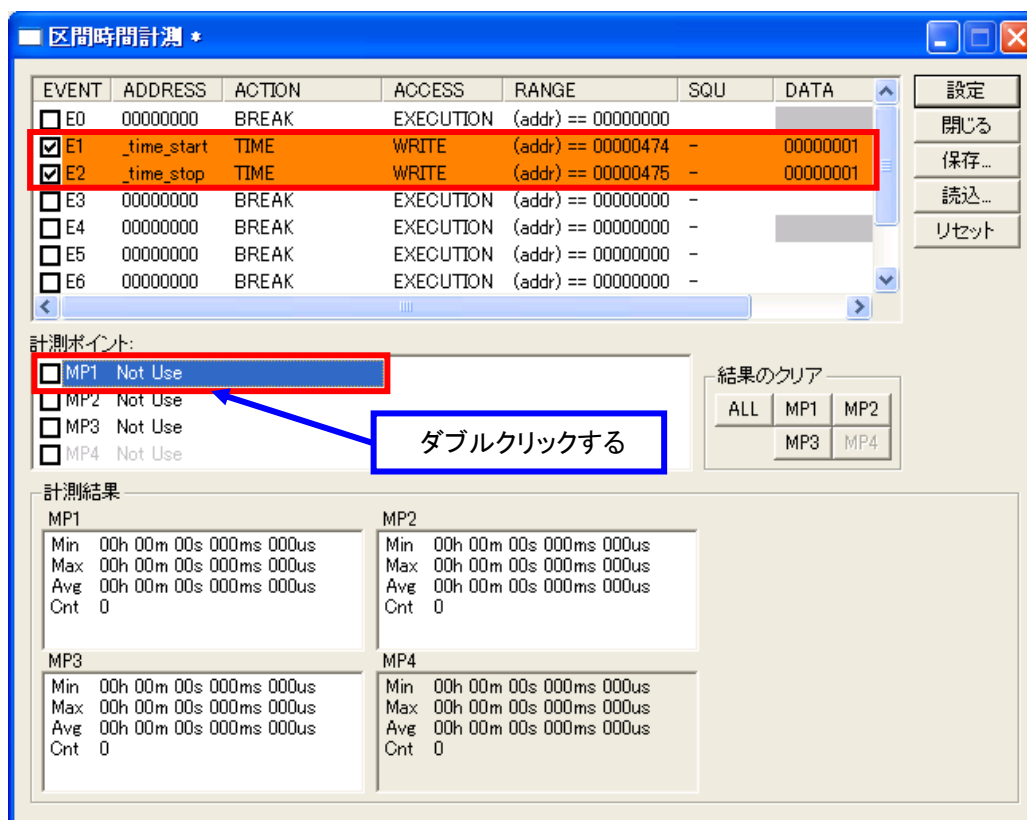 区間時間計測 *
EVENT ADDRESS ACTION ACCESS RANGE SQU DATA
E0 00000000 BREAK EXECUTION (addr) == 00000000
E1 _time_start TIME WRITE (addr) == 00000474 - 00000001
E2 _time_stop TIME WRITE (addr) == 00000475 - 00000001
E3 00000000 BREAK EXECUTION (addr) == 00000000 -
E4 00000000 BREAK EXECUTION (addr) == 00000000 -
E5 00000000 BREAK EXECUTION (addr) == 00000000 -
E6 00000000 BREAK EXECUTION (addr) == 00000000 -
設定
閉じる
保存...
読込...
リセット
計測ポイント:
MP1 Not Use
MP2 Not Use
MP3 Not Use
MP4 Not Use
ダブルクリックする
結果のクリア
ALL MP1 MP2
MP3 MP4
計測結果
MP1
Min 00h 00m 00s 000ms 000us
Max 00h 00m 00s 000ms 000us
Avg 00h 00m 00s 000ms 000us
Cnt 0
MP2
Min 00h 00m 00s 000ms 000us
Max 00h 00m 00s 000ms 000us
Avg 00h 00m 00s 000ms 000us
Cnt 0
MP3
Min 00h 00m 00s 000ms 000us
Max 00h 00m 00s 000ms 000us
Avg 00h 00m 00s 000ms 000us
Cnt 0
MP4
Min 00h 00m 00s 000ms 000us
Max 00h 00m 00s 000ms 000us
Avg 00h 00m 00s 000ms 000us
Cnt 0